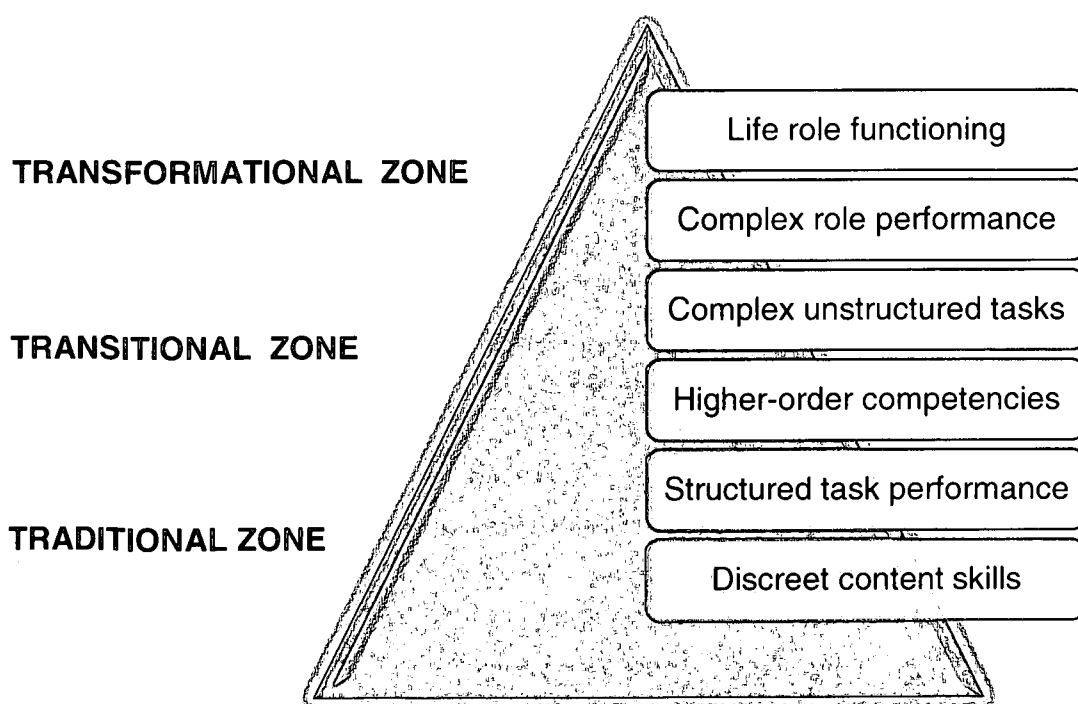 Life role functioning
TRANSFORMATIONAL ZONE
Complex role performance
Complex unstructured tasks
TRANSITIONAL ZONE
Higher-order competencies
Structured task performance
TRADITIONAL ZONE
Discreet content skills